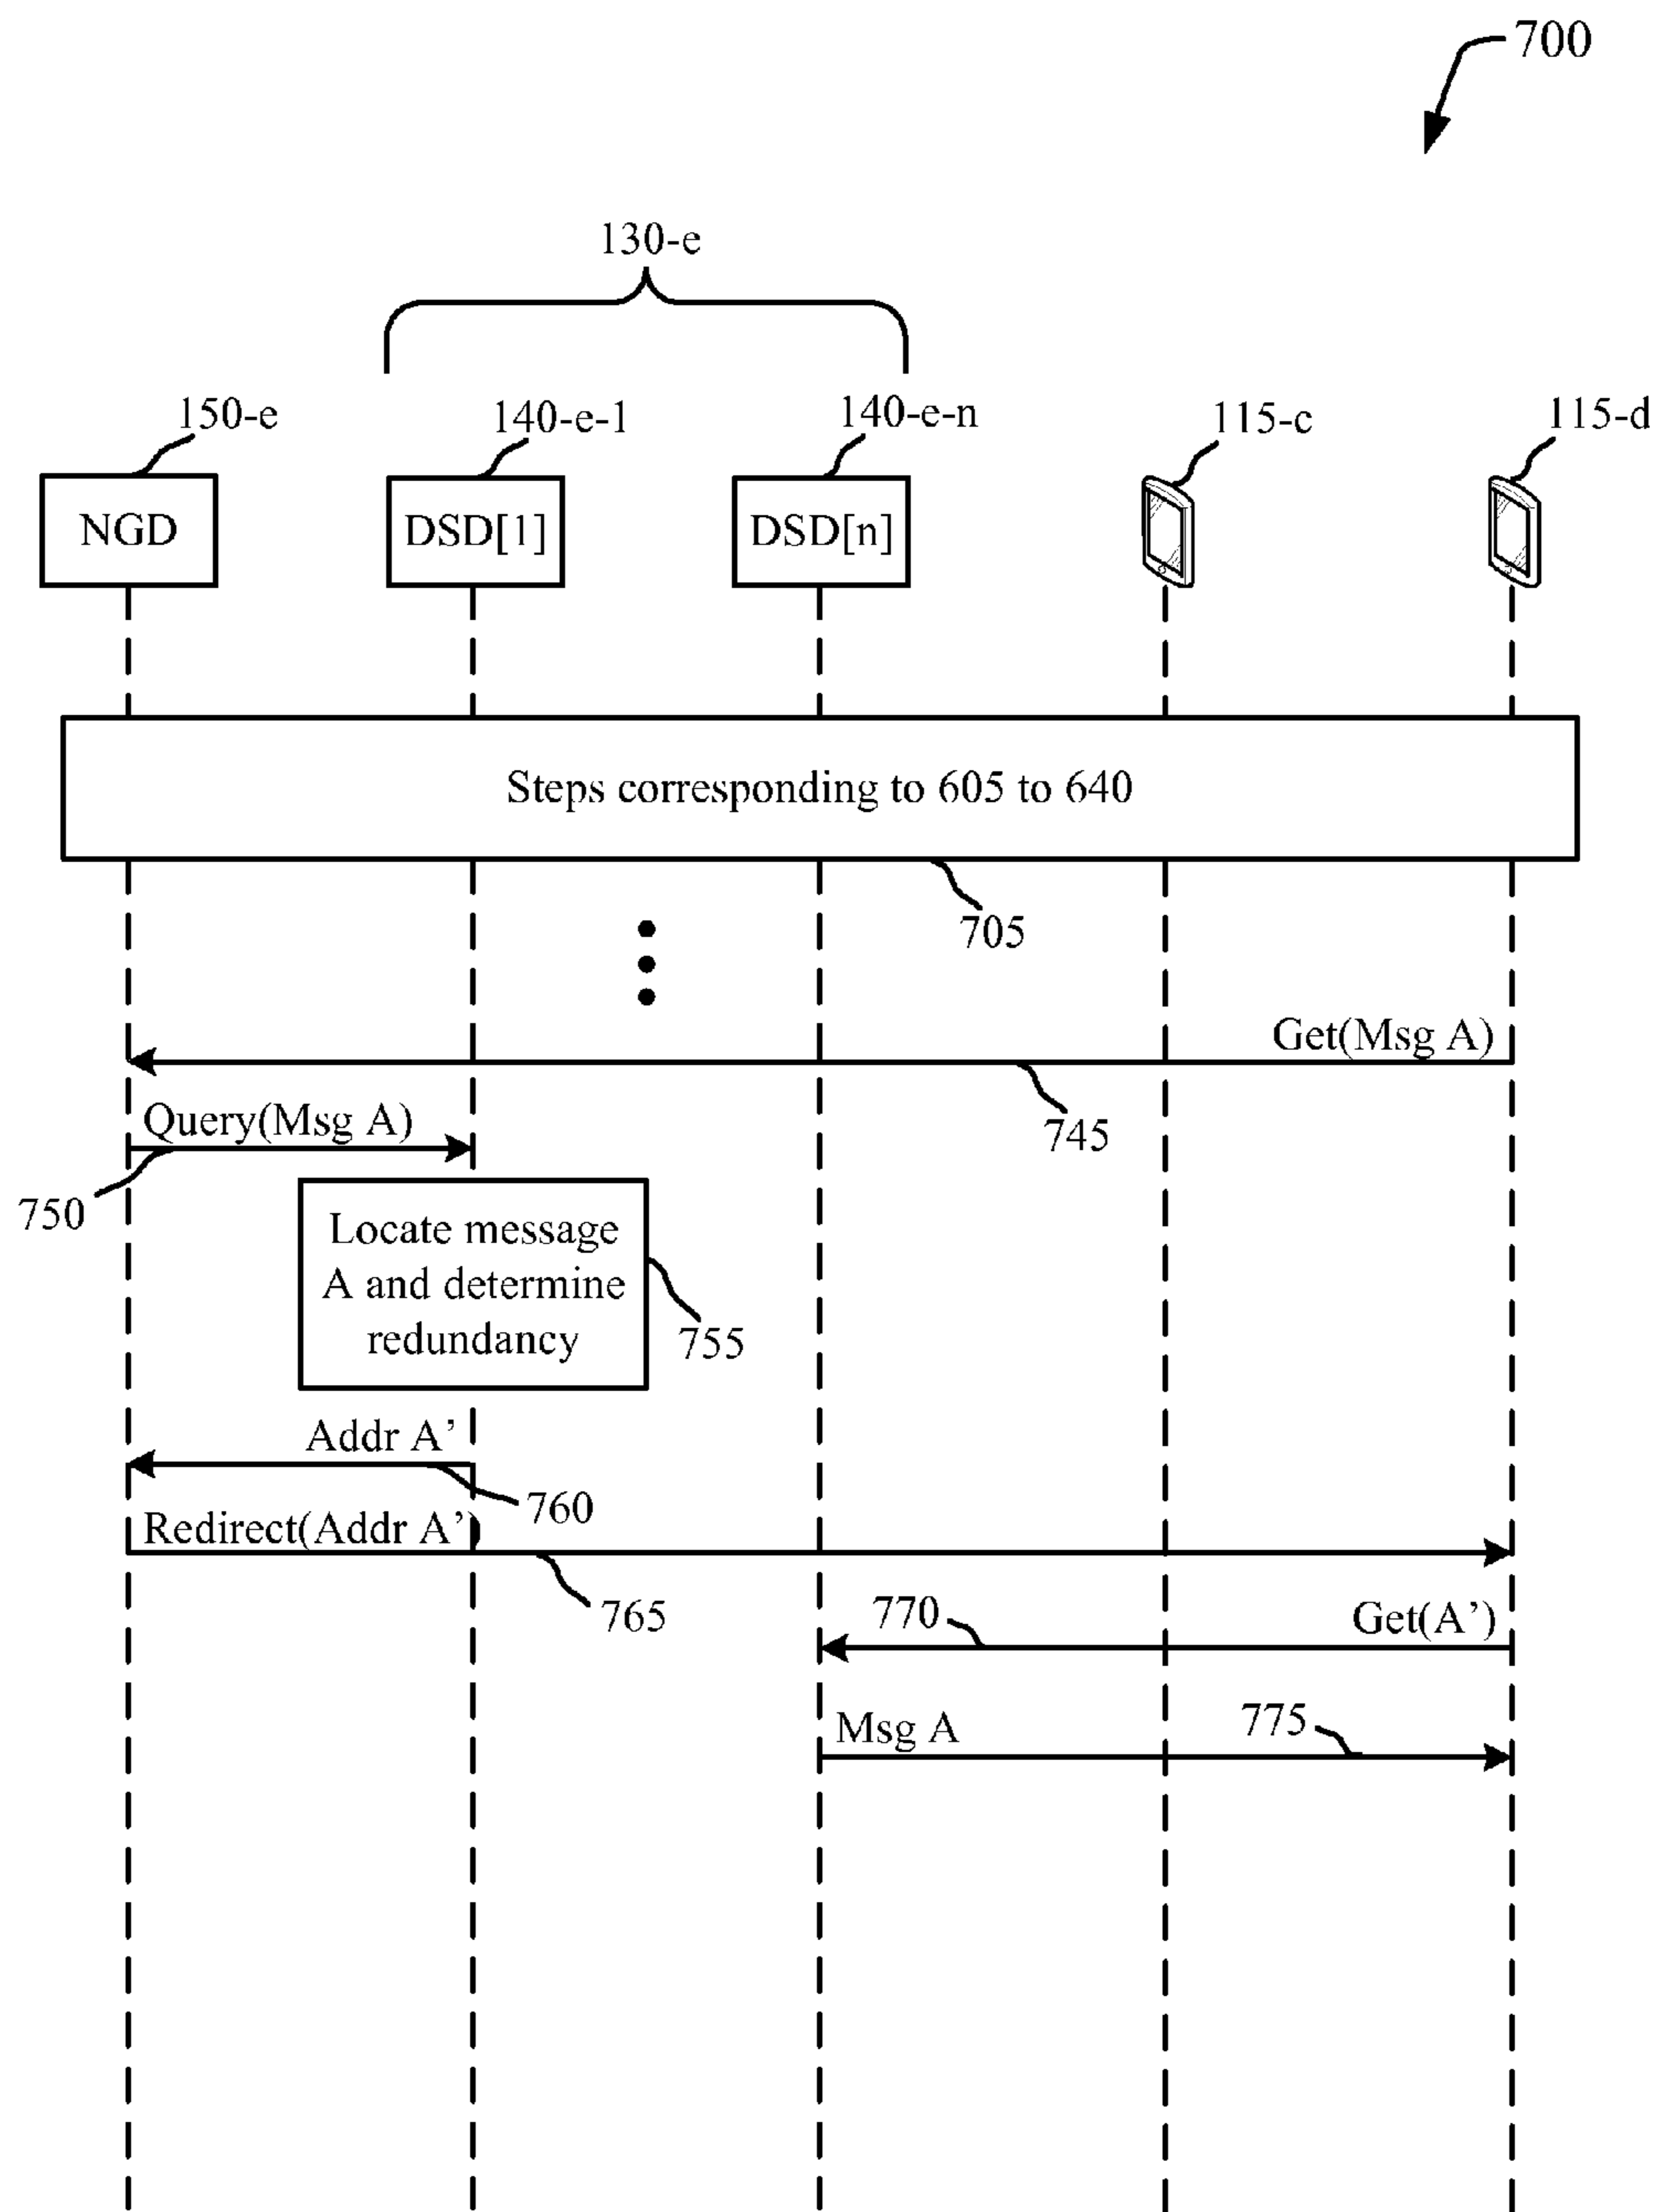 700
130-e
150-e
140-e-1
140-e-n
115-c
115-d
NGD
DSD[1]
DSD[n]
Steps corresponding to 605 to 640
705
Get(Msg A)
745
Query(Msg A)
750
Locate message
A and determine
redundancy
755
Addr A’
760
Redirect(Addr A’)
765
770
Get(A’)
Msg A
775